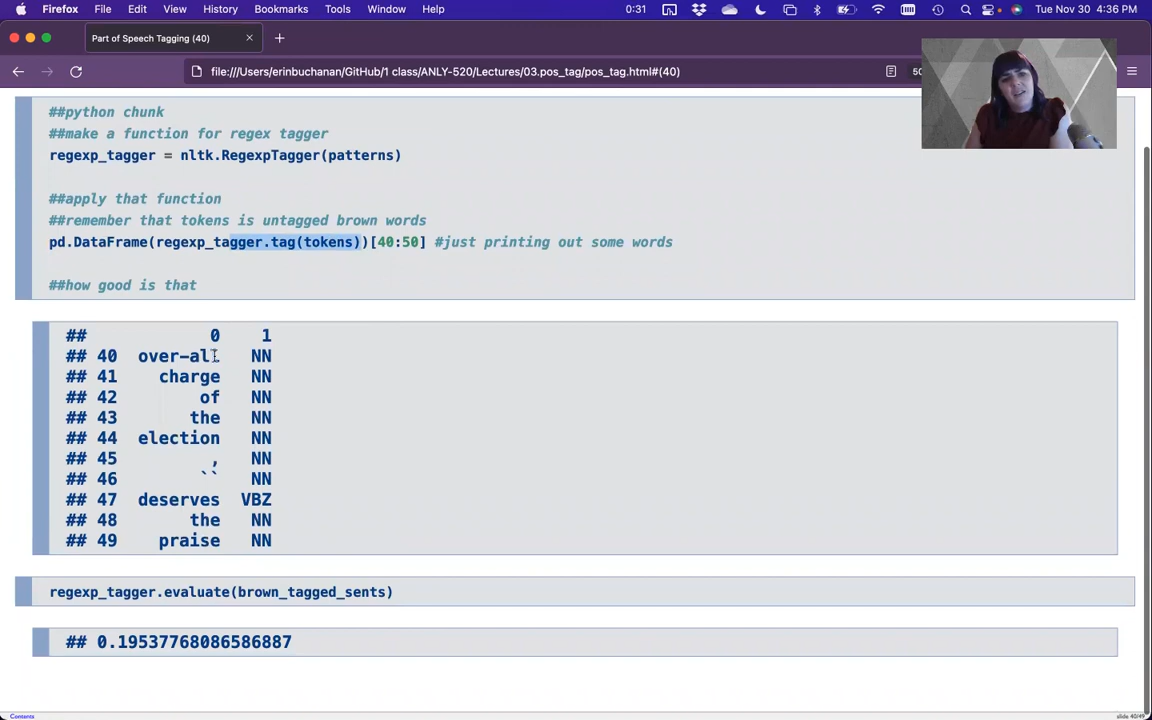 Firefox File Edit View History Bookmarks Tools Window Help 0:31 Tue Nov 30 4:36 PM
Part of Speech Tagging (40)
file:///Users/erinbuchanan/GitHub/1 class/ANLY-520/Lectures/03.pos_tag/pos_tag.html#(40)
##python chunk
##make a function for regex tagger
regexp_tagger = nltk.RegexpTagger(patterns)
##apply that function
##remember that tokens is untagged brown words
pd.DataFrame(regexp_tagger.tag(tokens))[40:50] #just printing out some words
##how good is that
## 0 1
## 40 over-all NN
## 41 charge NN
## 42 of NN
## 43 the NN
## 44 election NN
## 45 , NN
## 46 `` NN
## 47 deserves VBZ
## 48 the NN
## 49 praise NN
regexp_tagger.evaluate(brown_tagged_sents)
## 0.19537768086586887
Contents slide 40/49